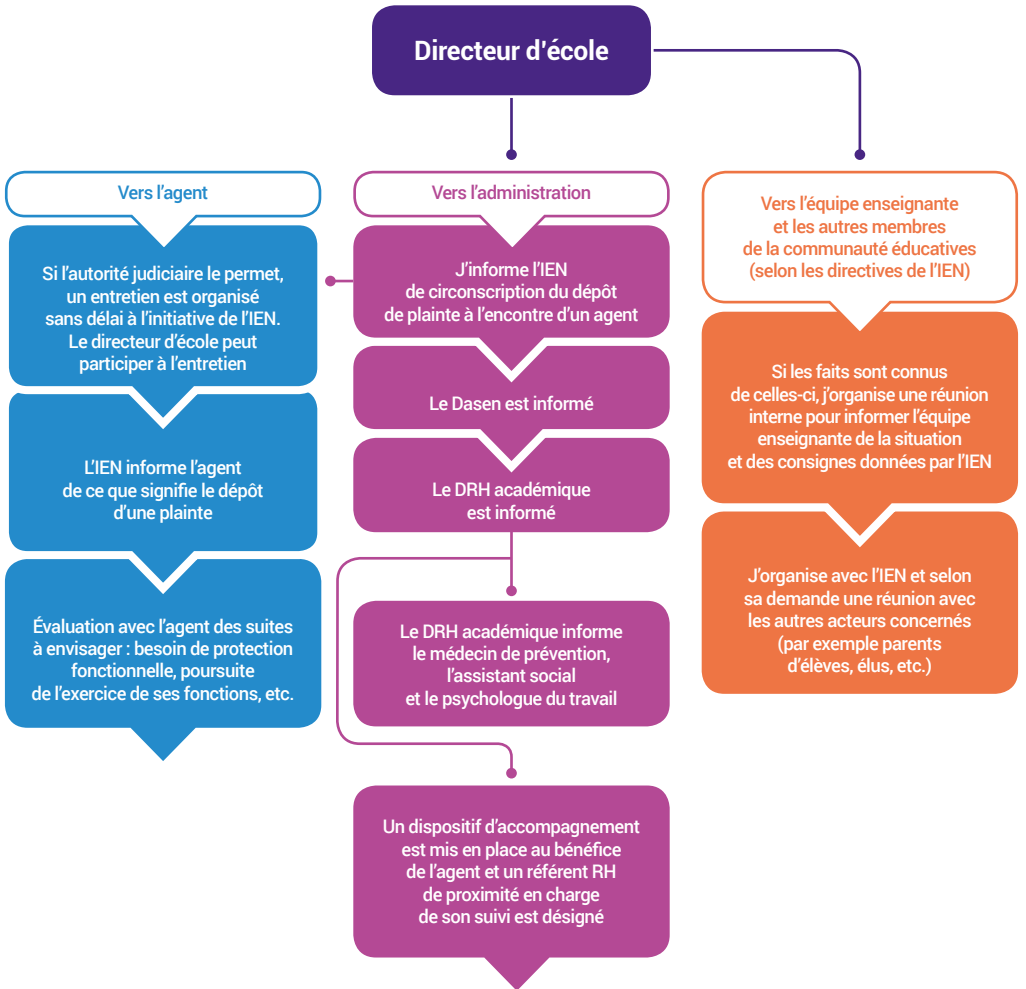 Directeur d'école
Vers l'agent
Si l'autorité judiciaire le permet,
un entretien est organisé
sans délai à l'initiative de l'IEN.
Le directeur d'école peut
participer à l'entretien
L'IEN informe l'agent
de ce que signifie le dépôt
d'une plainte
Évaluation avec l'agent des suites
à envisager : besoin de protection
fonctionnelle, poursuite
de l'exercice de ses fonctions, etc.
Vers l'administration
J'informe l'IEN
de circonscription du dépôt
de plainte à l'encontre d'un agent
Le Dasen est informé
Le DRH académique
est informé
Le DRH académique informe
le médecin de prévention,
l'assistant social
et le psychologue du travail
Un dispositif d'accompagnement
est mis en place au bénéfice
de l'agent et un référent RH
de proximité en charge
de son suivi est désigné
Vers l'équipe enseignante
et les autres membres
de la communauté éducatives
(selon les directives de l'IEN)
Si les faits sont connus
de celles-ci, j'organise une réunion
interne pour informer l'équipe
enseignante de la situation
et des consignes données par l'IEN
J'organise avec l'IEN et selon
sa demande une réunion avec
les autres acteurs concernés
(par exemple parents
d'élèves, élus, etc.)